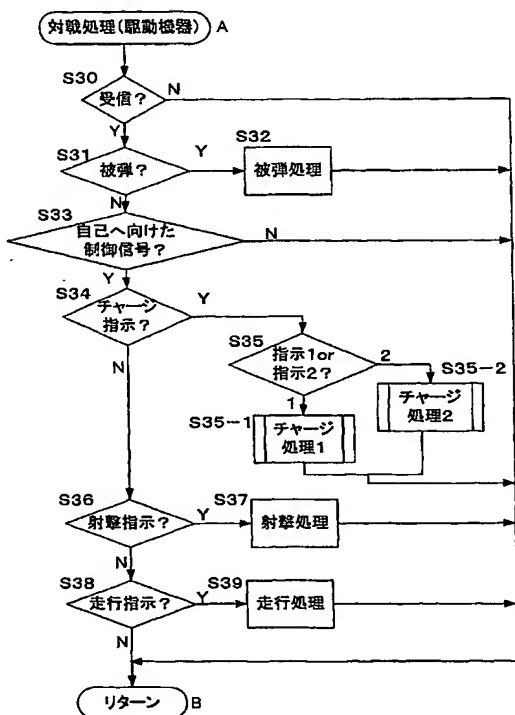 対戦処理(駆動機器) A
S30
受信?
N
Y
S31
被弾?
Y
S32
被弾処理
N
S33
自己へ向けた
制御信号?
N
Y
S34
チャージ
指示?
Y
N
S35
指示1or
指示2?
2
1
S35-2
チャージ
処理2
S35-1
チャージ
処理1
S36
射撃指示?
Y
S37
射撃処理
N
S38
走行指示?
Y
S39
走行処理
N
リターン B